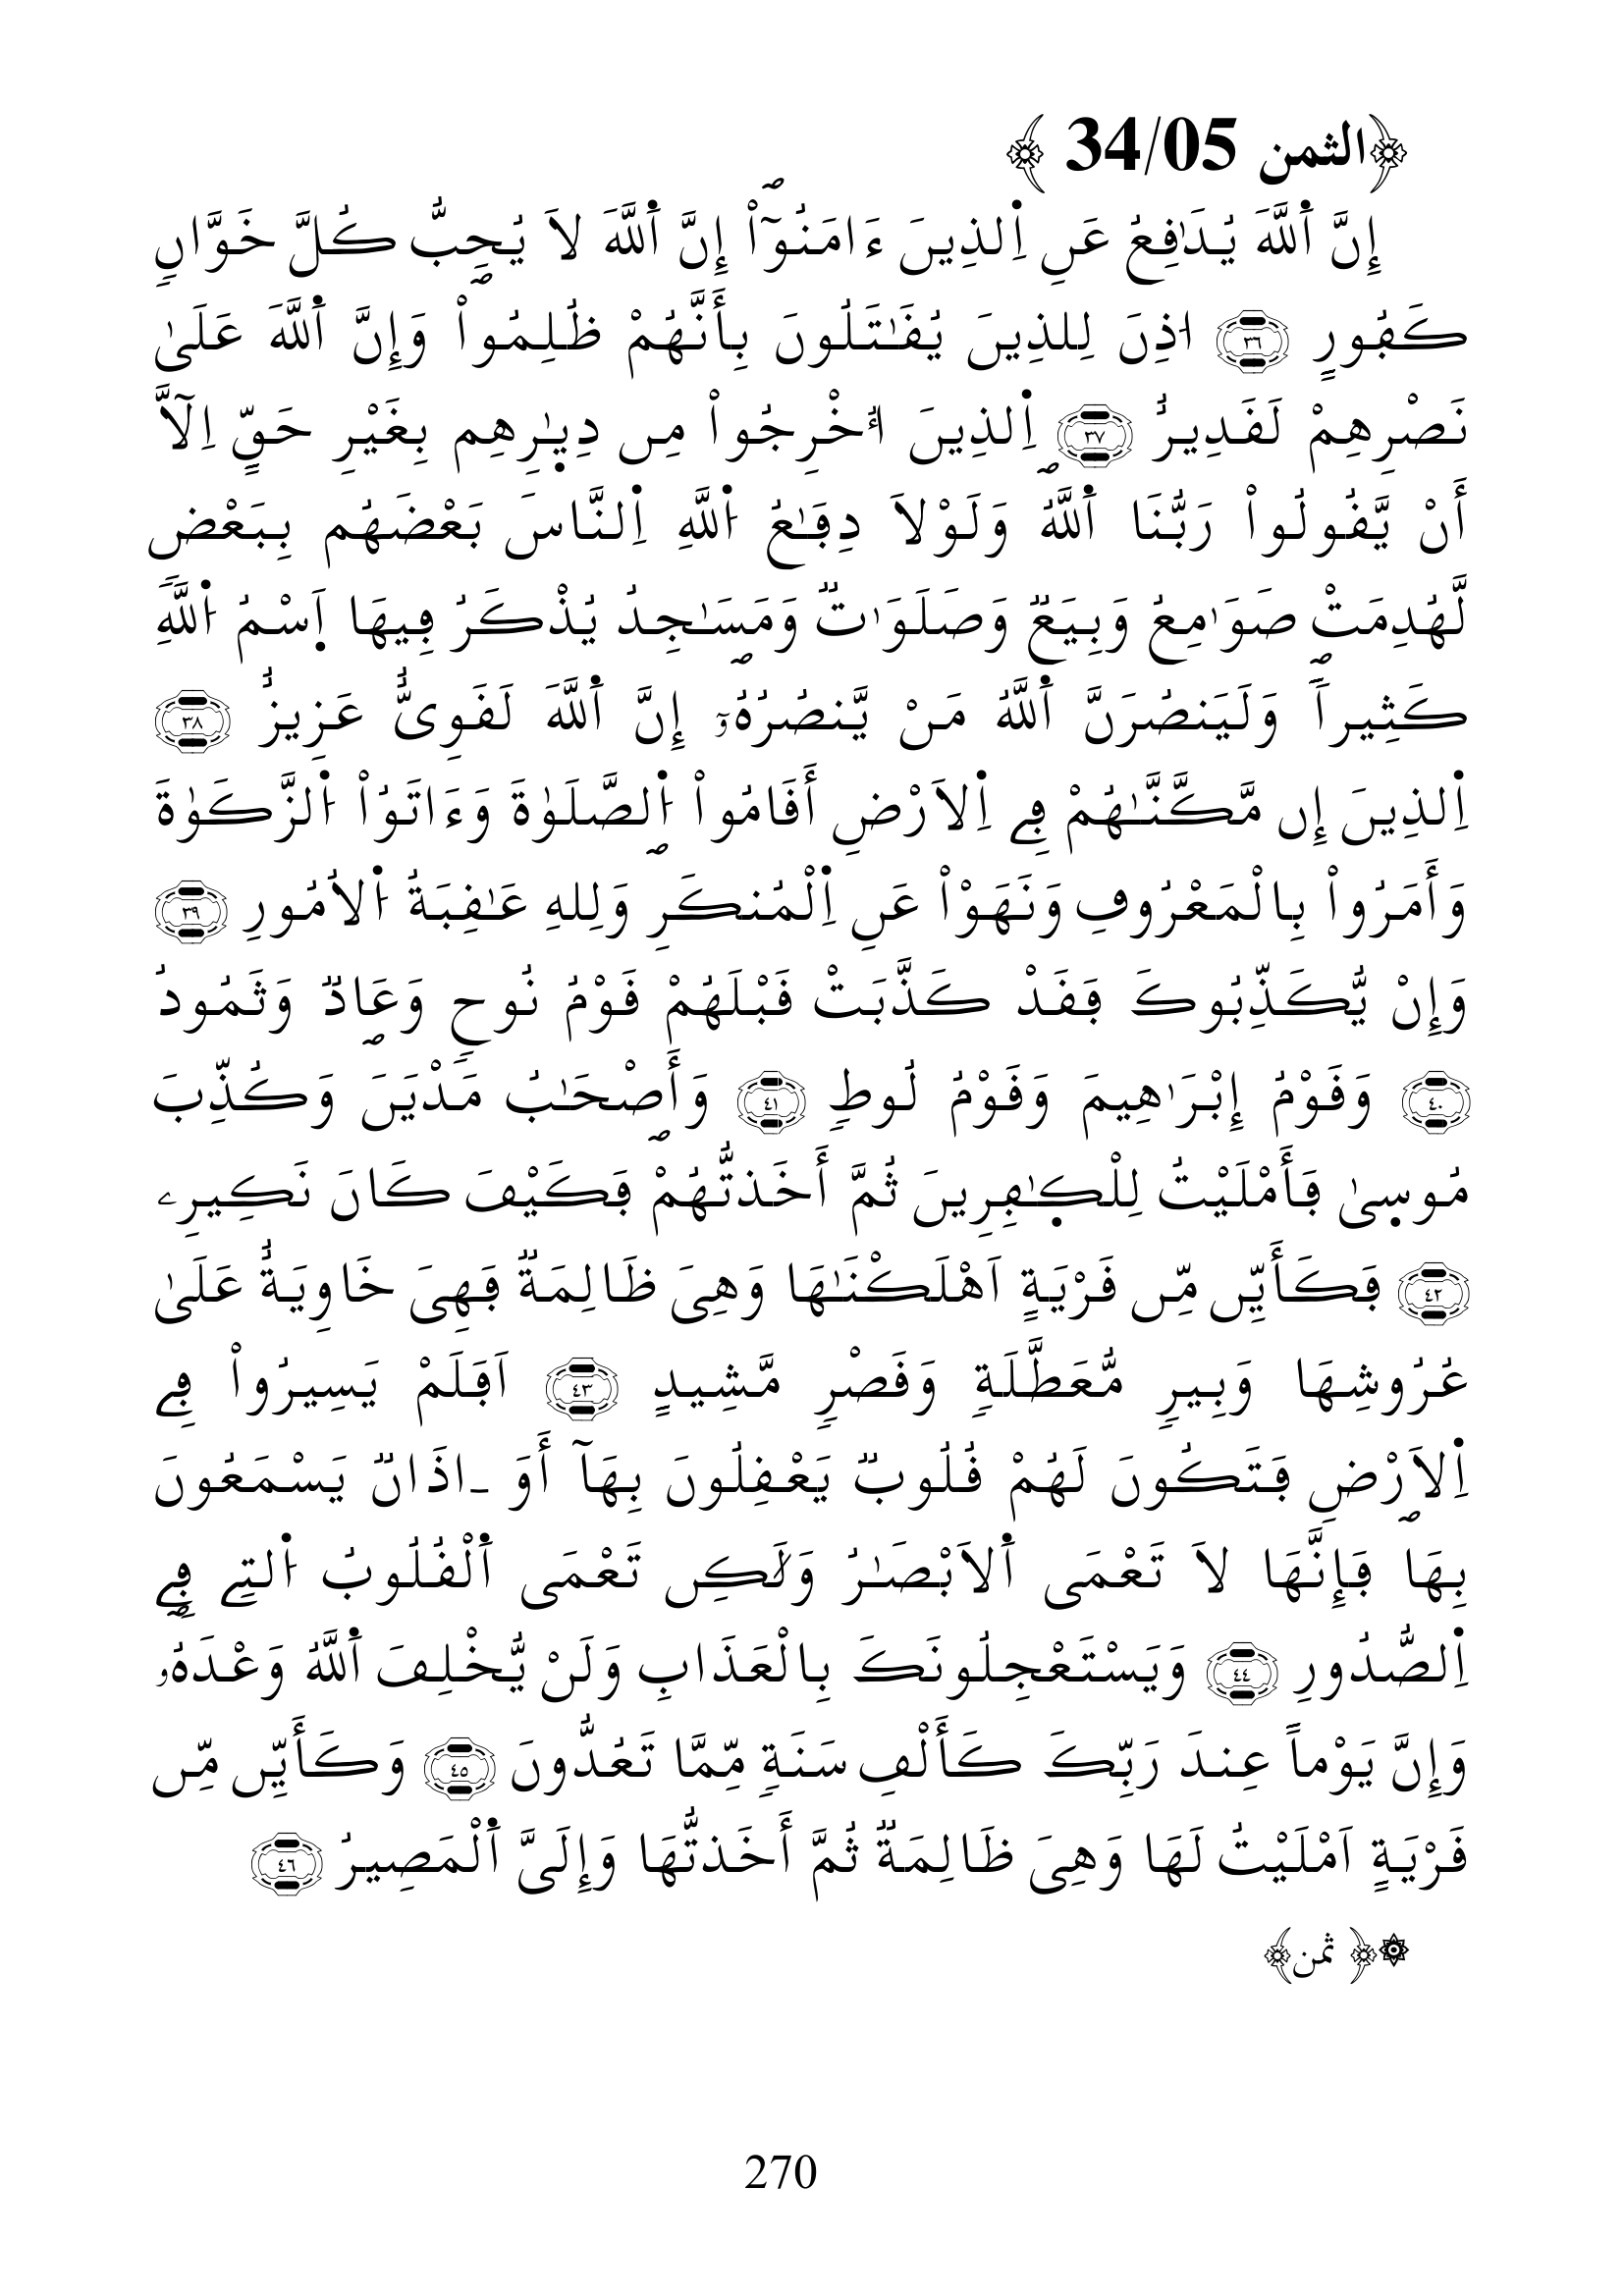 ﴿الثمن 34/05 ﴾
إِنَّ اَ۬للَّهَ يُدَٰفِعُ عَنِ اِ۬لذِينَ ءَامَنُوٓاْۖ إِنَّ اَ۬للَّهَ لَا يُحِبُّ كُلَّ خَوَّانٖ
كَفُورٍۖ ٣٦ ا۟ذِنَ لِلذِينَ يُقَٰتَلُونَ بِأَنَّهُمْ ظُلِمُواْۖ وَإِنَّ اَ۬للَّهَ عَلَىٰ
نَصْرِهِمْ لَقَدِيرٌۖ ٣٧ اِ۬لذِينَ أُخْرِجُواْ مِن دِيٰ۪رِهِم بِغَيْرِ حَقٍّ اِلَّآ
أَنْ يَّقُولُواْ رَبُّنَا اَ۬للَّهُۖ وَلَوْلَا دِفَٰعُ اُ۬للَّهِ اِ۬لنَّاسَ بَعْضَهُم بِبَعْضٖ
لَّهُدِمَتْ صَوَٰمِعُ وَبِيَعٞ وَصَلَوَٰتٞ وَمَسَٰجِدُ يُذْكَرُ فِيهَا اَ۪سْمُ اُ۬للَّهِ
كَثِيراٗۖ وَلَيَنصُرَنَّ اَ۬للَّهُ مَنْ يَّنصُرُهُۥٓۖ إِنَّ اَ۬للَّهَ لَقَوِيٌّ عَزِيزٌۖ ٣٨
اِ۬لذِينَ إِن مَّكَّنَّٰهُمْ فِے اِ۬لَارْضِ أَقَامُواْ اُ۬لصَّلَوٰةَ وَءَاتَوُاْ اُ۬لزَّكَوٰةَ
وَأَمَرُواْ بِالْمَعْرُوفِ وَنَهَوْاْ عَنِ اِ۬لْمُنكَرِۖ وَلِلهِ عَٰقِبَةُ اُ۬لُامُورِۖ ٣٩
وَإِنْ يُّكَذِّبُوكَ فَقَدْ كَذَّبَتْ قَبْلَهُمْ قَوْمُ نُوحٖ وَعَادٞ وَثَمُودُ
٤٠ وَقَوْمُ إِبْرَٰهِيمَ وَقَوْمُ لُوطٖ ٤١ وَأَصْحَٰبُ مَدْيَنَۖ وَكُذِّبَ
مُوس۪ىٰ فَأَمْلَيْتُ لِلْكٰ۪فِرِينَ ثُمَّ أَخَذتُّهُمْۖ فَكَيْفَ كَانَ نَكِيرِۦ
٤٢ فَكَأَيِّن مِّن قَرْيَةٍ اَهْلَكْنَٰهَا وَهِيَ ظَالِمَةٞ فَهِيَ خَاوِيَةٌ عَلَىٰ
عُرُوشِهَا وَبِيرٖ مُّعَطَّلَةٖ وَقَصْرٖ مَّشِيدٍۖ ٤٣ اَفَلَمْ يَسِيرُواْ فِے
اِ۬لَارْضِ فَتَكُونَ لَهُمْ قُلُوبٞ يَعْقِلُونَ بِهَآ أَوَ ـاذَانٞ يَسْمَعُونَ
بِهَاۖ فَإِنَّهَا لَا تَعْمَى اَ۬لَابْصَٰرُ وَلَٰكِن تَعْمَى اَ۬لْقُلُوبُ اُ۬لتِے فِے
اِ۬لصُّدُورِۖ ٤٤ وَيَسْتَعْجِلُونَكَ بِالْعَذَابِ وَلَنْ يُّخْلِفَ اَ۬للَّهُ وَعْدَهُۥۖ
وَإِنَّ يَوْماً عِندَ رَبِّكَ كَأَلْفِ سَنَةٖ مِّمَّا تَعُدُّونَۖ ٤٥ وَكَأَيِّن مِّن
قَرْيَةٍ اَمْلَيْتُ لَهَا وَهِيَ ظَالِمَةٞ ثُمَّ أَخَذتُّهَا وَإِلَيَّ اَ۬لْمَصِيرُۖ ٤٦
۞﴿ ثمن﴾
270